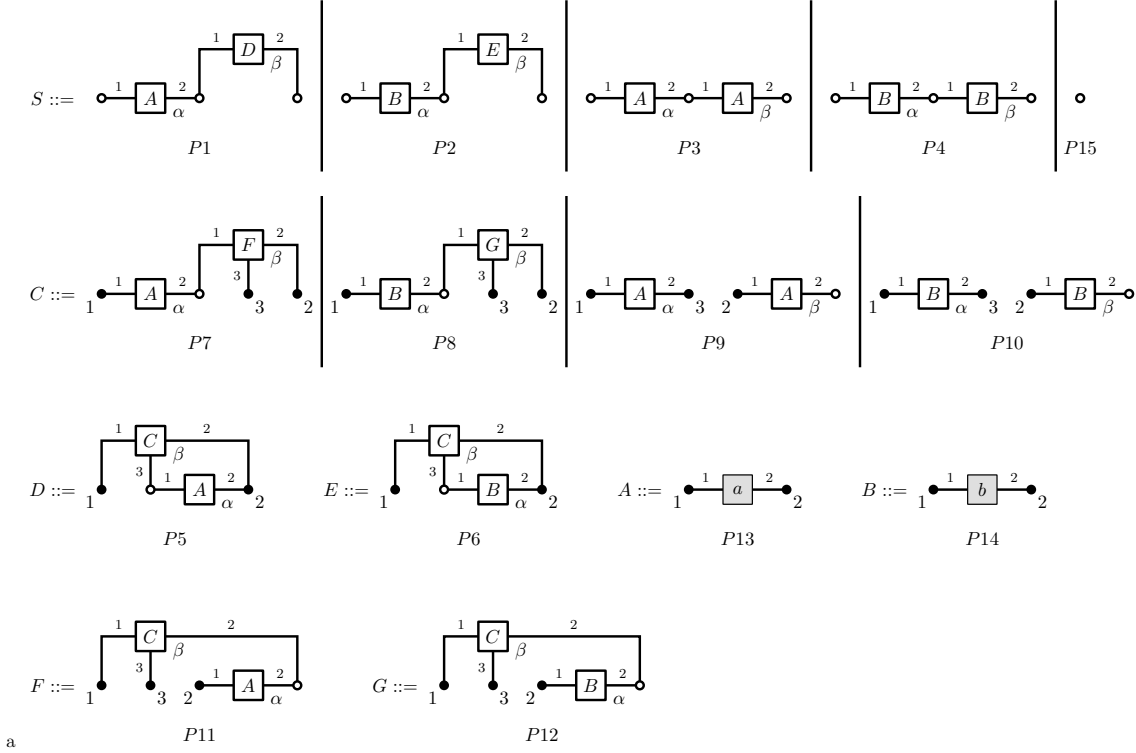 1 D 2 1 E 2
β β
S ::= 1 A 2 1 B 2 1 A 2 1 A 2 1 B 2 1 B 2
α α α β α β
P1 P2 P3 P4 P15
1 F 2 1 G 2
β β
3 3
C ::= 1 A 2 1 B 2 1 A 2 1 A 2 1 B 2 1 B 2
1 α 3 2 1 α 3 2 1 α 3 2 β 1 α 3 2 β
P7 P8 P9 P10
1 C 2 1 C 2
β β
3 3
D ::= 1 1 A 2 2 E ::= 1 1 B 2 2 A ::= 1 1 a 2 2 B ::= 1 1 b 2 2
α α
P5 P6 P13 P14
1 C 2 1 C 2
β β
3 3
F ::= 1 3 2 1 A 2 G ::= 1 3 2 1 B 2
α α
P11 P12
a